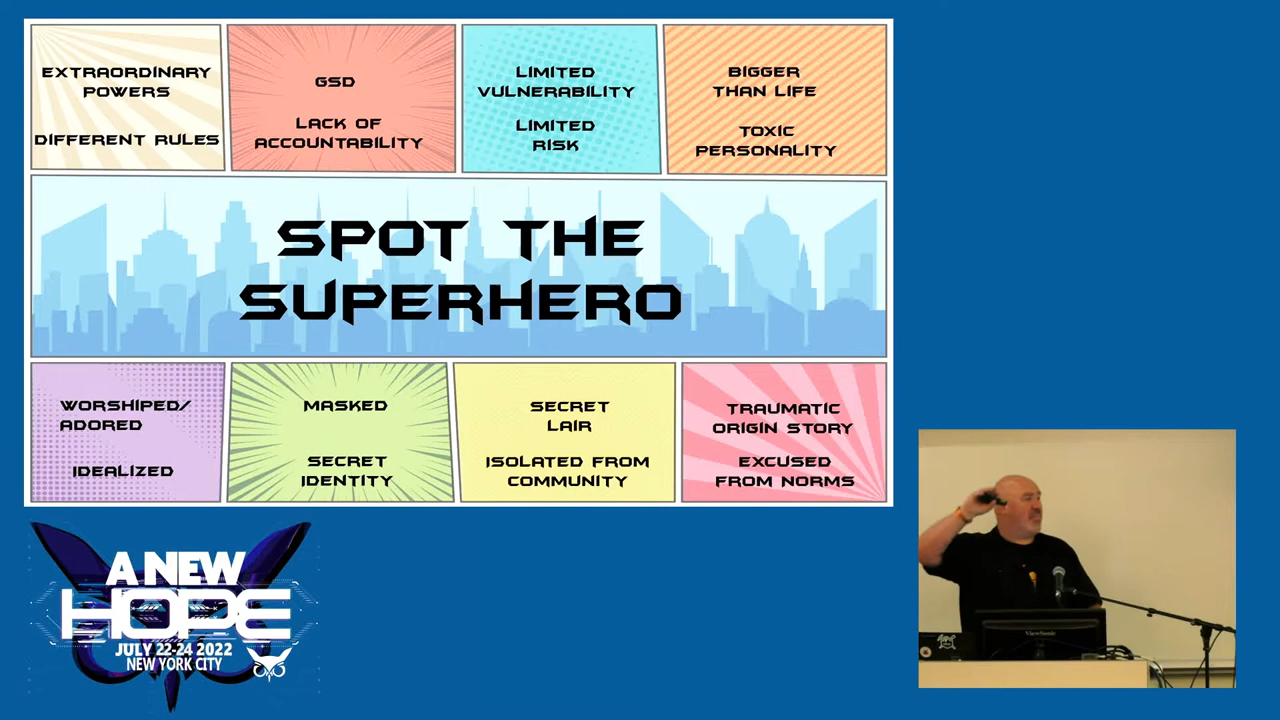 EXTRAORDINARY
POWERS
DIFFERENT RULES
GSD
LACK OF
ACCOUNTABILITY
LIMITED
VULNERABILITY
LIMITED
RISK
BIGGER
THAN LIFE
TOXIC
PERSONALITY
SPOT THE
SUPERHERO
WORSHIPED/
ADORED
IDEALIZED
MASKED
SECRET
IDENTITY
SECRET
LAIR
ISOLATED FROM
COMMUNITY
TRAUMATIC
ORIGIN STORY
EXCUSED
FROM NORMS
A NEW
HOPE
JULY 22-24 2022
NEW YORK CITY
ViewSonic